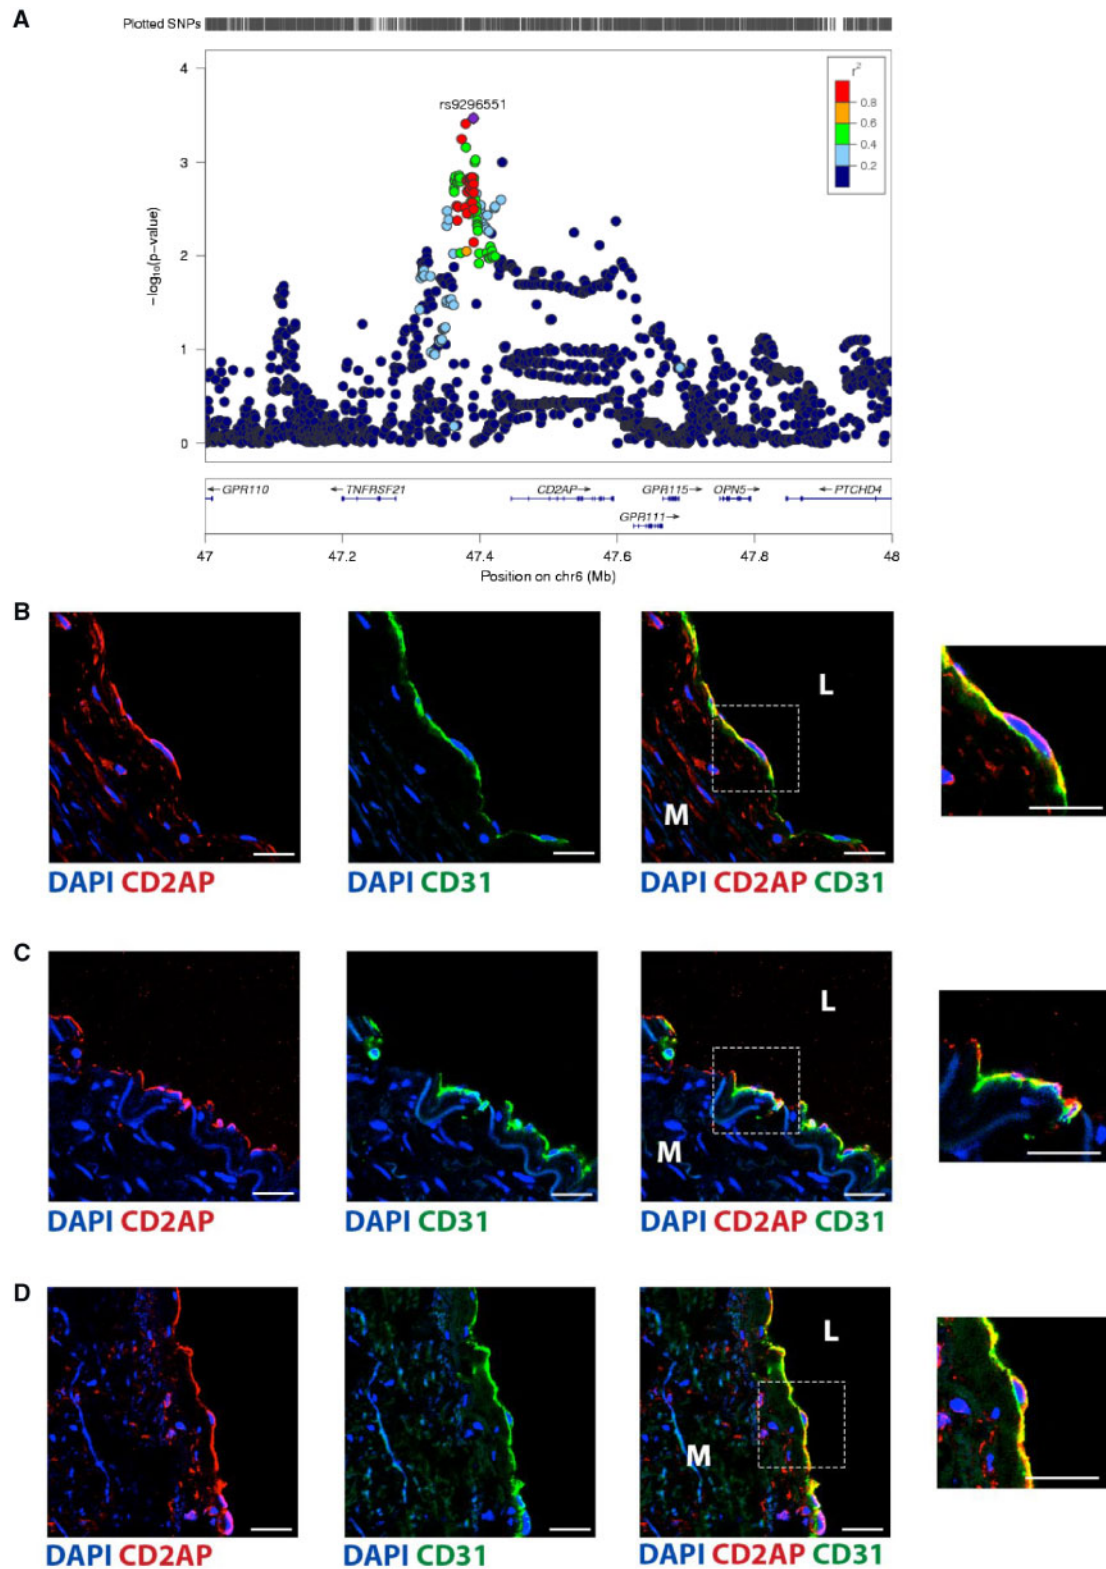 A
Plotted SNPs
rs9296551
r²
0.8
0.6
0.4
0.2
4
3
2
1
0
−log₁₀(p−value)
←GPR110
←TNFRSF21
CD2AP→
GPR115→
OPN5→
←PTCHD4
GPR111→
47 47.2 47.4 47.6 47.8 48
Position on chr6 (Mb)
B
L
M
DAPI CD2AP
DAPI CD31
DAPI CD2AP CD31
C
L
M
DAPI CD2AP
DAPI CD31
DAPI CD2AP CD31
D
L
M
DAPI CD2AP
DAPI CD31
DAPI CD2AP CD31